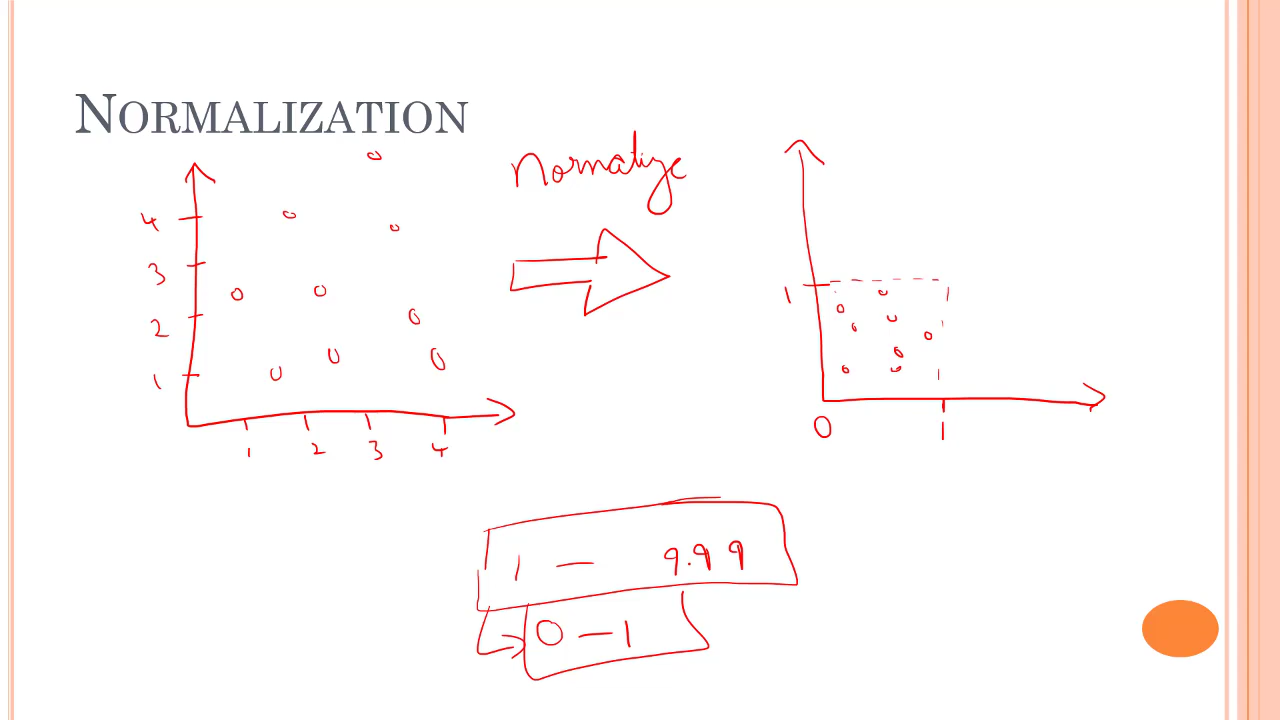 NORMALIZATION
Normalize
4
3
2
1
1 2 3 4
1
0 1
1 — 9.99
0 — 1